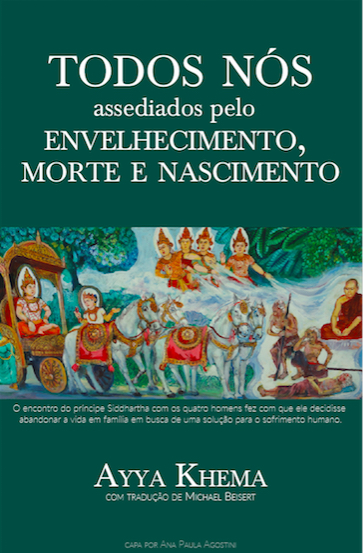 TODOS NÓS
assediados pelo
ENVELHECIMENTO,
MORTE E NASCIMENTO
O encontro do príncipe Siddhartha com os quatro homens fez com que ele decidisse
abandonar a vida em família em busca de uma solução para o sofrimento humano.
AYYA KHEMA
COM TRADUÇÃO DE MICHAEL BEISERT
CAPA POR ANA PAULA AGOSTINI